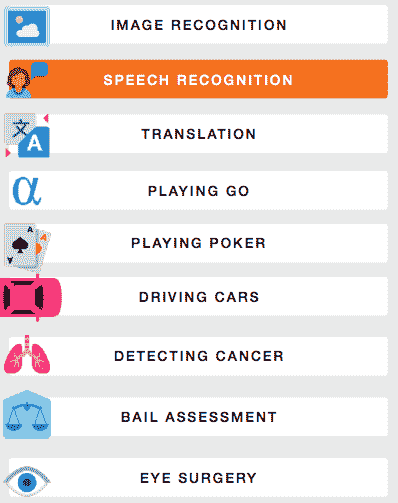 IMAGE RECOGNITION
SPEECH RECOGNITION
文
A
TRANSLATION
α
PLAYING GO
A
A
PLAYING POKER
DRIVING CARS
DETECTING CANCER
BAIL ASSESSMENT
EYE SURGERY